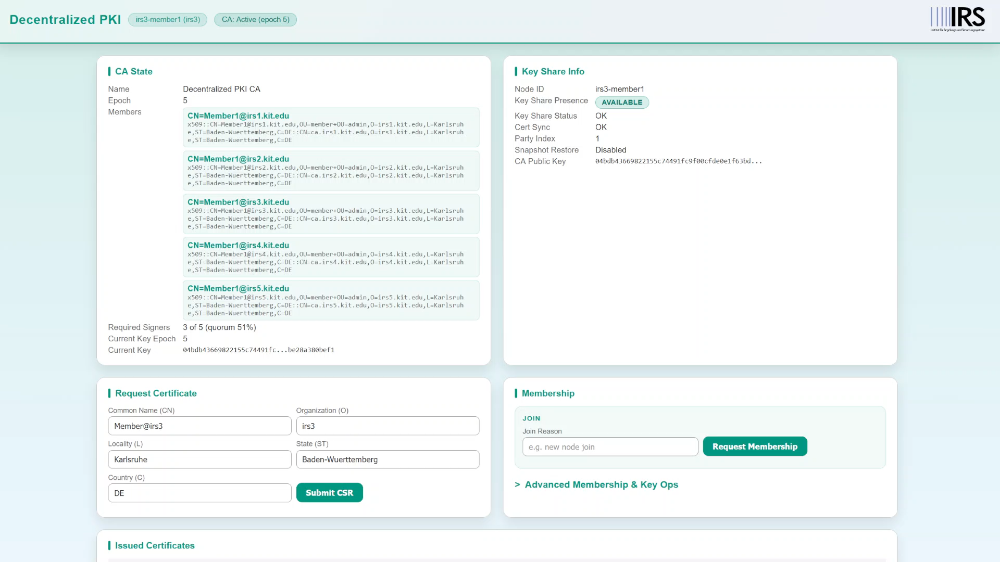 Decentralized PKI
irs3-member1 (irs3)
CA: Active (epoch 5)
IRS
Institut für Regelungs- und Steuerungssysteme
CA State
Name Decentralized PKI CA
Epoch 5
Members
CN=Member1@irs1.kit.edu
x509::CN=Member1@irs1.kit.edu,OU=member+OU=admin,O=irs1.kit.edu,L=Karlsruh
e,ST=Baden-Wuerttemberg,C=DE::CN=ca.irs1.kit.edu,O=irs1.kit.edu,L=Karlsruh
e,ST=Baden-Wuerttemberg,C=DE
CN=Member1@irs2.kit.edu
x509::CN=Member1@irs2.kit.edu,OU=member+OU=admin,O=irs2.kit.edu,L=Karlsruh
e,ST=Baden-Wuerttemberg,C=DE::CN=ca.irs2.kit.edu,O=irs2.kit.edu,L=Karlsruh
e,ST=Baden-Wuerttemberg,C=DE
CN=Member1@irs3.kit.edu
x509::CN=Member1@irs3.kit.edu,OU=member+OU=admin,O=irs3.kit.edu,L=Karlsruh
e,ST=Baden-Wuerttemberg,C=DE::CN=ca.irs3.kit.edu,O=irs3.kit.edu,L=Karlsruh
e,ST=Baden-Wuerttemberg,C=DE
CN=Member1@irs4.kit.edu
x509::CN=Member1@irs4.kit.edu,OU=member+OU=admin,O=irs4.kit.edu,L=Karlsruh
e,ST=Baden-Wuerttemberg,C=DE::CN=ca.irs4.kit.edu,O=irs4.kit.edu,L=Karlsruh
e,ST=Baden-Wuerttemberg,C=DE
CN=Member1@irs5.kit.edu
x509::CN=Member1@irs5.kit.edu,OU=member+OU=admin,O=irs5.kit.edu,L=Karlsruh
e,ST=Baden-Wuerttemberg,C=DE::CN=ca.irs5.kit.edu,O=irs5.kit.edu,L=Karlsruh
e,ST=Baden-Wuerttemberg,C=DE
Required Signers 3 of 5 (quorum 51%)
Current Key Epoch 5
Current Key 04bdb43669822155c74491fc...be28a380bef1
Key Share Info
Node ID irs3-member1
Key Share Presence AVAILABLE
Key Share Status OK
Cert Sync OK
Party Index 1
Snapshot Restore Disabled
CA Public Key 04bdb43669822155c74491fc9f00cfde0e1f63bd...
Request Certificate
Common Name (CN)
Member@irs3
Organization (O)
irs3
Locality (L)
Karlsruhe
State (ST)
Baden-Wuerttemberg
Country (C)
DE
Submit CSR
Membership
JOIN
Join Reason
e.g. new node join
Request Membership
> Advanced Membership & Key Ops
Issued Certificates